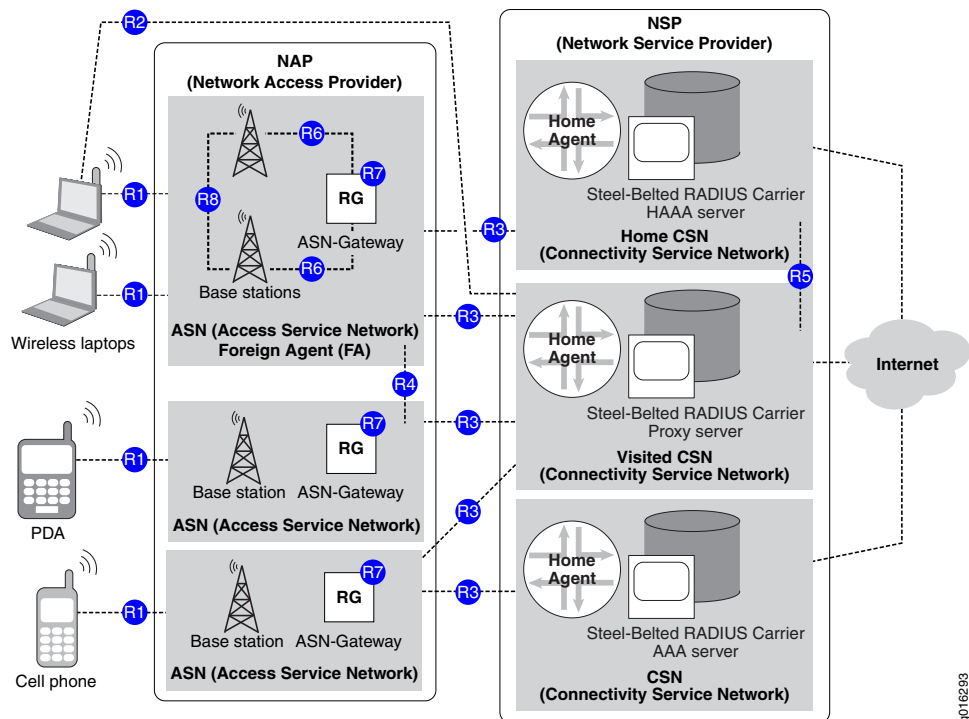 R2
NSP
(Network Service Provider)
NAP
(Network Access Provider)
R6
R7
R8
RG
R1
ASN-Gateway
R6
Base stations
R1
ASN (Access Service Network)
Foreign Agent (FA)
Wireless laptops
R3
R3
R4
Home
Agent
Steel-Belted RADIUS Carrier
HAAA server
Home CSN
(Connectivity Service Network)
R5
Home
Agent
Steel-Belted RADIUS Carrier
Proxy server
Visited CSN
(Connectivity Service Network)
Internet
R7
R3
RG
R1
Base station
ASN-Gateway
ASN (Access Service Network)
PDA
R3
R7
RG
R1
R3
Base station
ASN-Gateway
ASN (Access Service Network)
Cell phone
Home
Agent
Steel-Belted RADIUS Carrier
AAA server
CSN
(Connectivity Service Network)